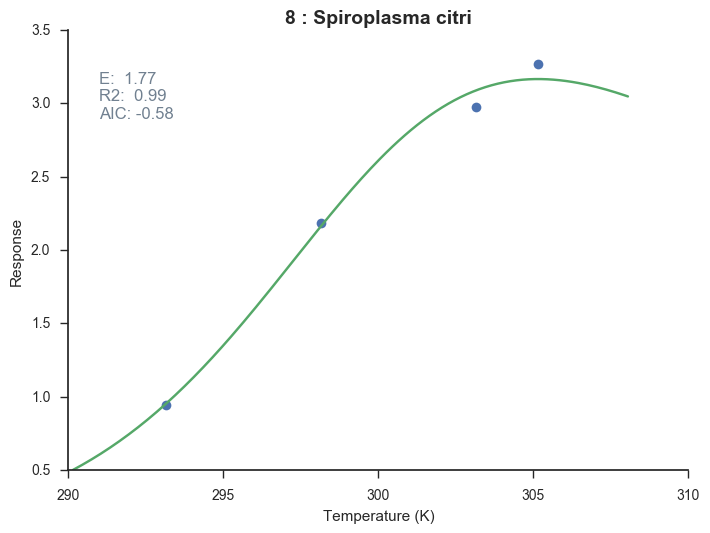 8 : Spiroplasma citri
3.5
E:  1.77
R2:  0.99
AIC: -0.58
3.0
2.5
2.0
1.5
1.0
0.5
Response
290 295 300 305 310
Temperature (K)